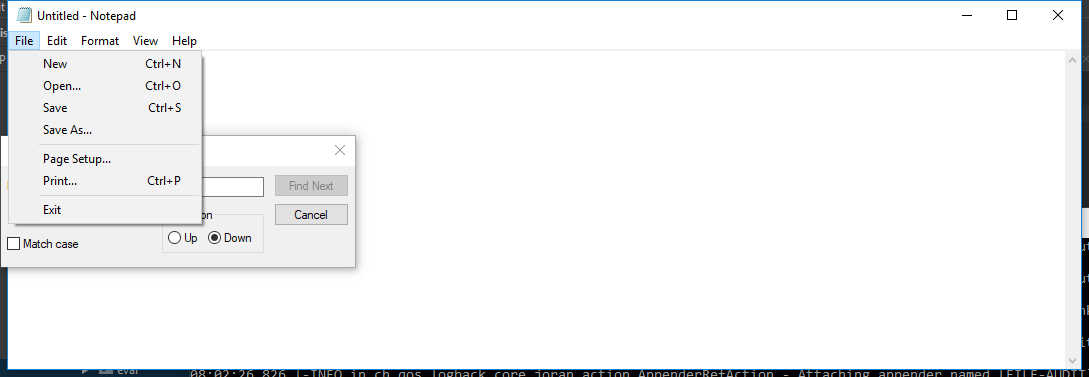 Untitled - Notepad
File Edit Format View Help
New Ctrl+N
Open... Ctrl+O
Save Ctrl+S
Save As...
Page Setup...
Print... Ctrl+P
Exit
Find Next
Cancel
Match case
Up Down
eval
08:02:26,826 |-INFO in ch.qos.logback.core.joran.action.AppenderRefAction - Attaching appender named [FILE-AUDIT